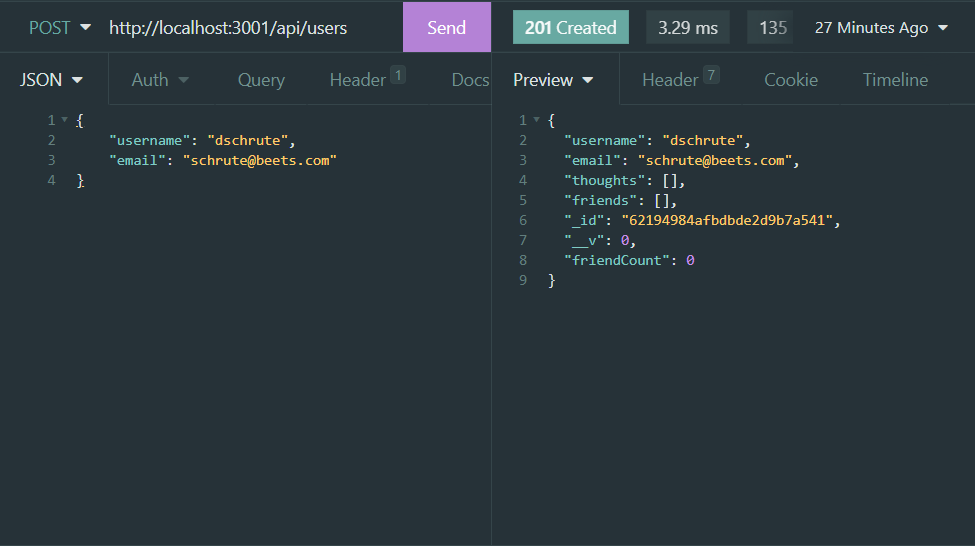 POST http://localhost:3001/api/users Send 201 Created 3.29 ms 135 27 Minutes Ago
JSON Auth Query Header 1 Docs Preview Header 7 Cookie Timeline
1 {
2 "username": "dschrute",
3 "email": "schrute@beets.com"
4 }
1 {
2 "username": "dschrute",
3 "email": "schrute@beets.com",
4 "thoughts": [],
5 "friends": [],
6 "_id": "62194984afbdbde2d9b7a541",
7 "__v": 0,
8 "friendCount": 0
9 }